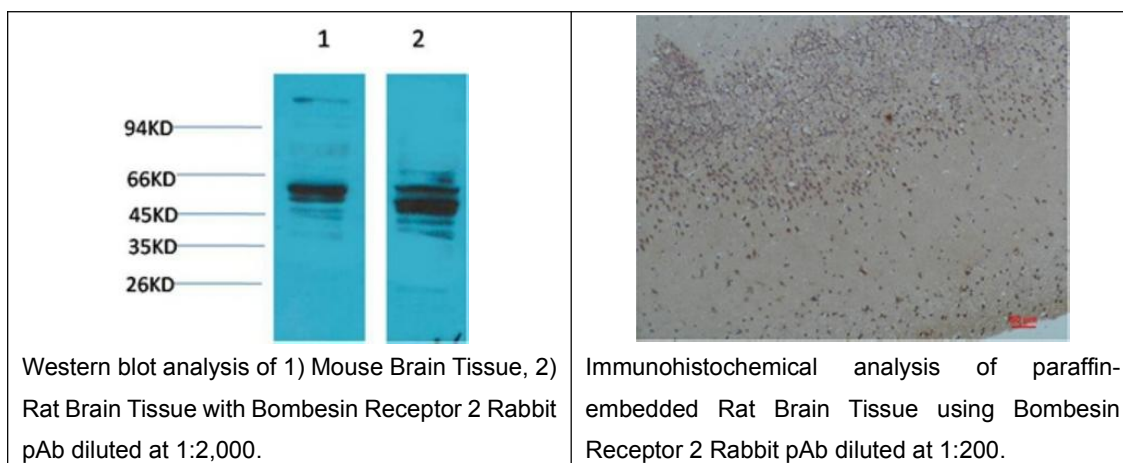 1 2
94KD
66KD
45KD
35KD
26KD
Western blot analysis of 1) Mouse Brain Tissue, 2)
Rat Brain Tissue with Bombesin Receptor 2 Rabbit
pAb diluted at 1:2,000.
Immunohistochemical analysis of paraffin-
embedded Rat Brain Tissue using Bombesin
Receptor 2 Rabbit pAb diluted at 1:200.